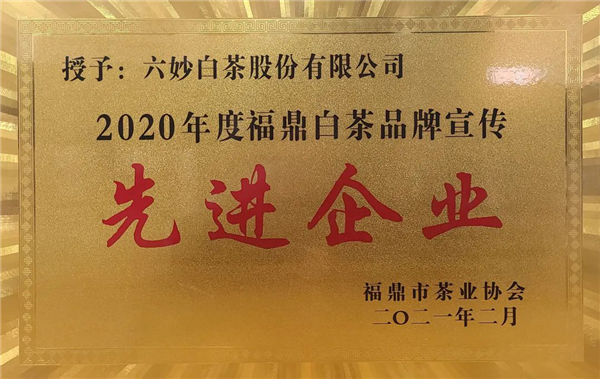 授予：六妙白茶股份有限公司
2020年度福鼎白茶品牌宣传
先进企业
福鼎市茶业协会
二〇二一年二月